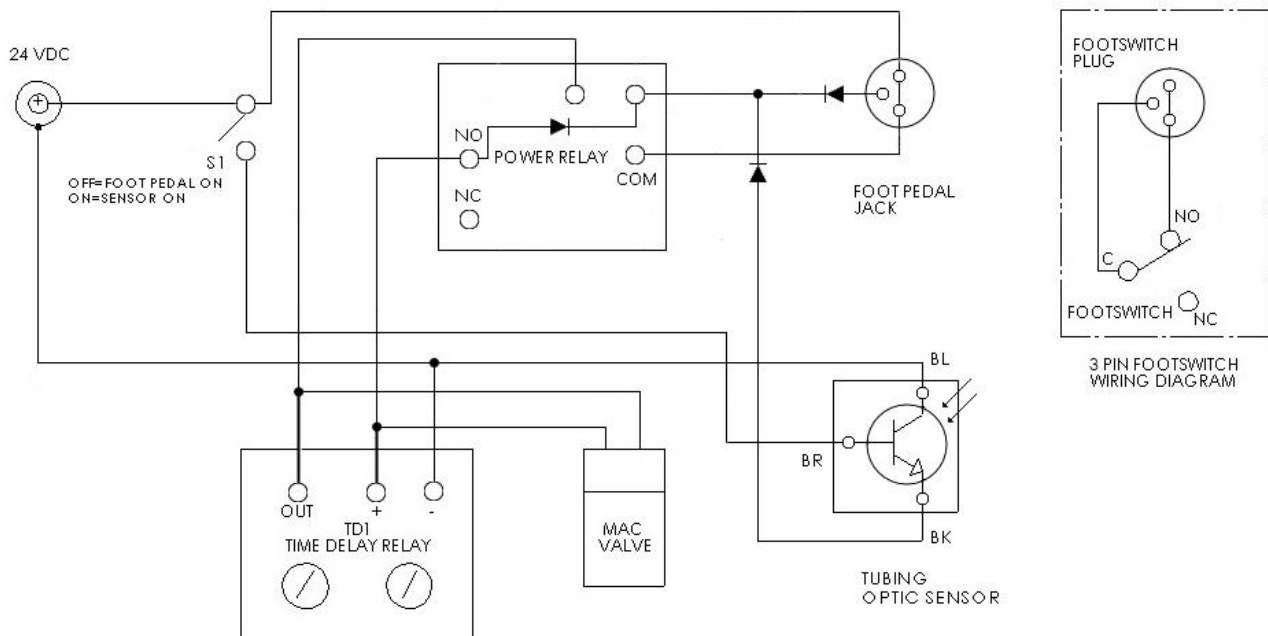 24 VDC
+
S1
OFF=FOOT PEDAL ON
ON=SENSOR ON
NO
POWER RELAY
COM
NC
FOOT PEDAL
JACK
FOOTSWITCH
PLUG
NO
C
FOOTSWITCH
NC
3 PIN FOOTSWITCH
WIRING DIAGRAM
BL
BR
BK
TUBING
OPTIC SENSOR
OUT
+
-
TD1
TIME DELAY RELAY
MAC
VALVE